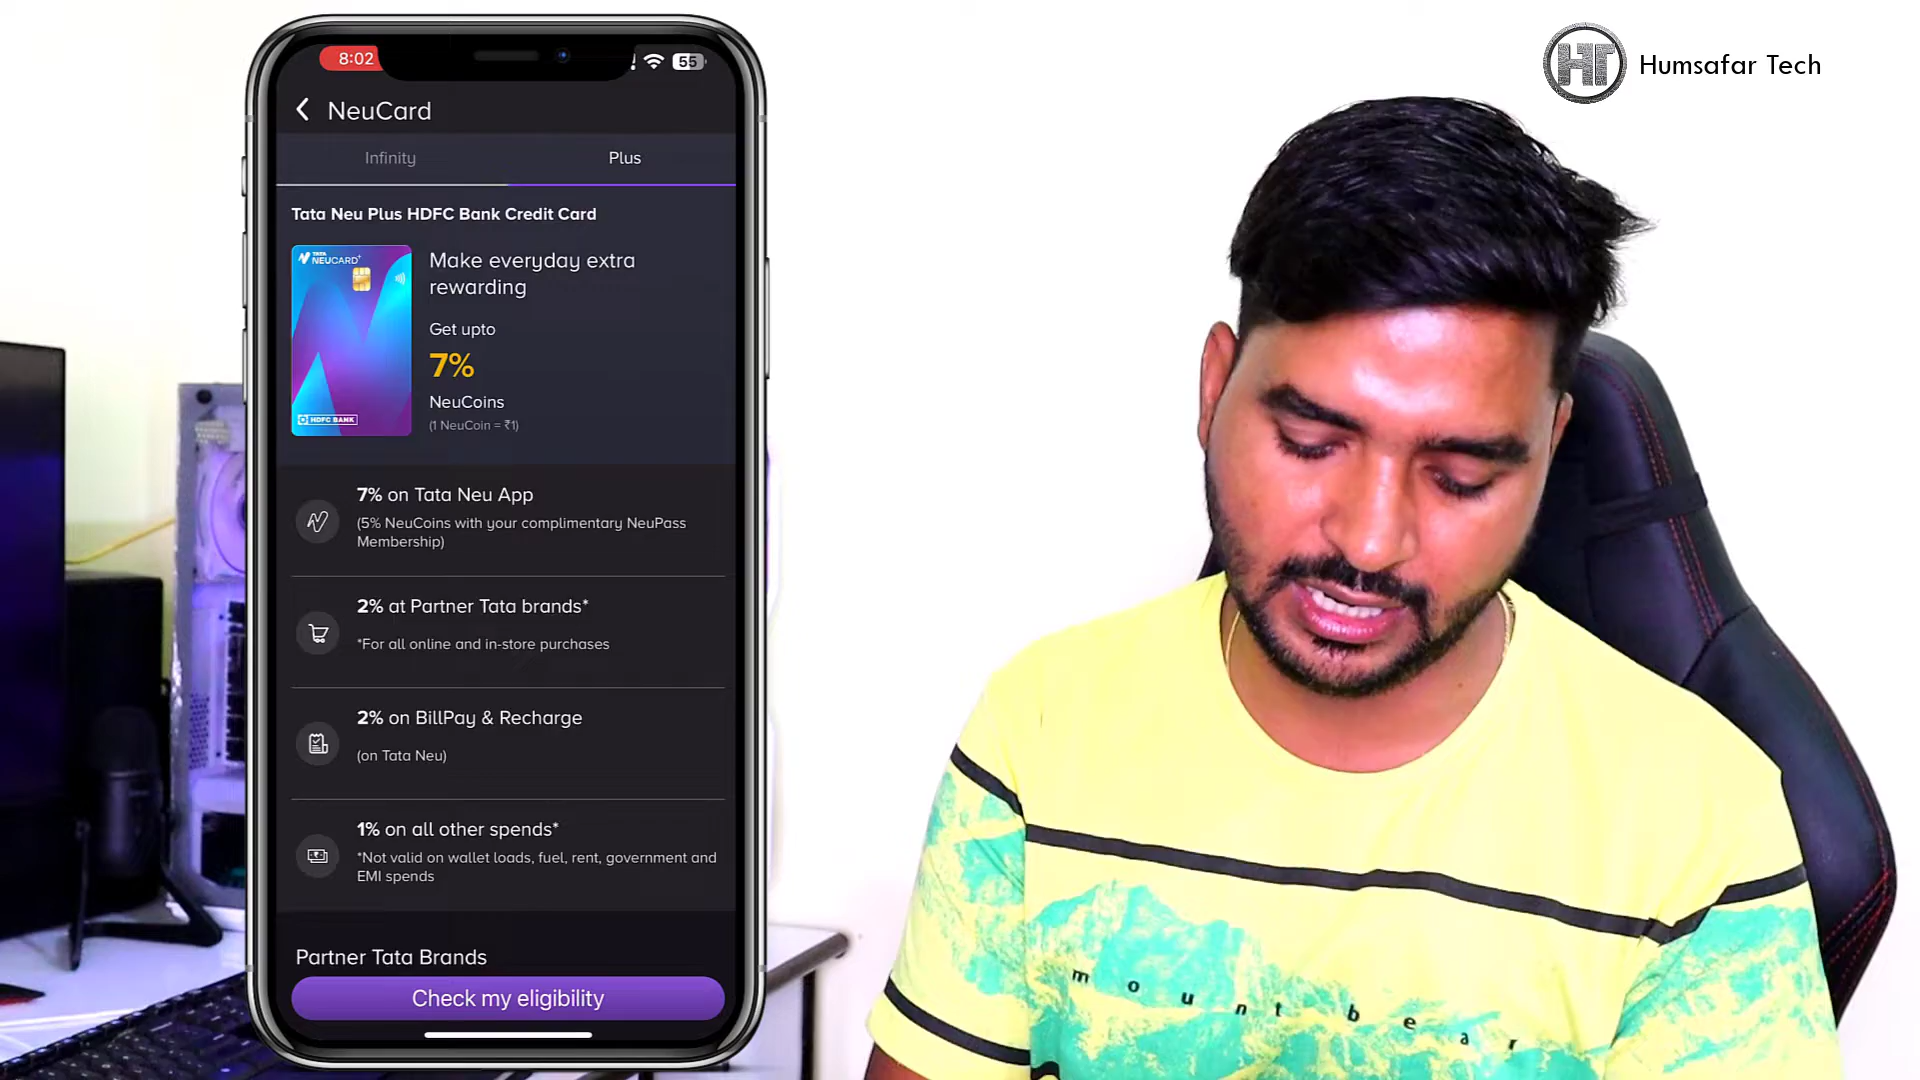 8:02
55
NeuCard
Infinity
Plus
Tata Neu Plus HDFC Bank Credit Card
TATA
NEUCARD+
HDFC BANK
Make everyday extra
rewarding
Get upto
7%
NeuCoins
(1 NeuCoin = ₹1)
7% on Tata Neu App
(5% NeuCoins with your complimentary NeuPass
Membership)
2% at Partner Tata brands*
*For all online and in-store purchases
2% on BillPay & Recharge
(on Tata Neu)
1% on all other spends*
*Not valid on wallet loads, fuel, rent, government and
EMI spends
Partner Tata Brands
Check my eligibility
HT
Humsafar Tech
mountbear